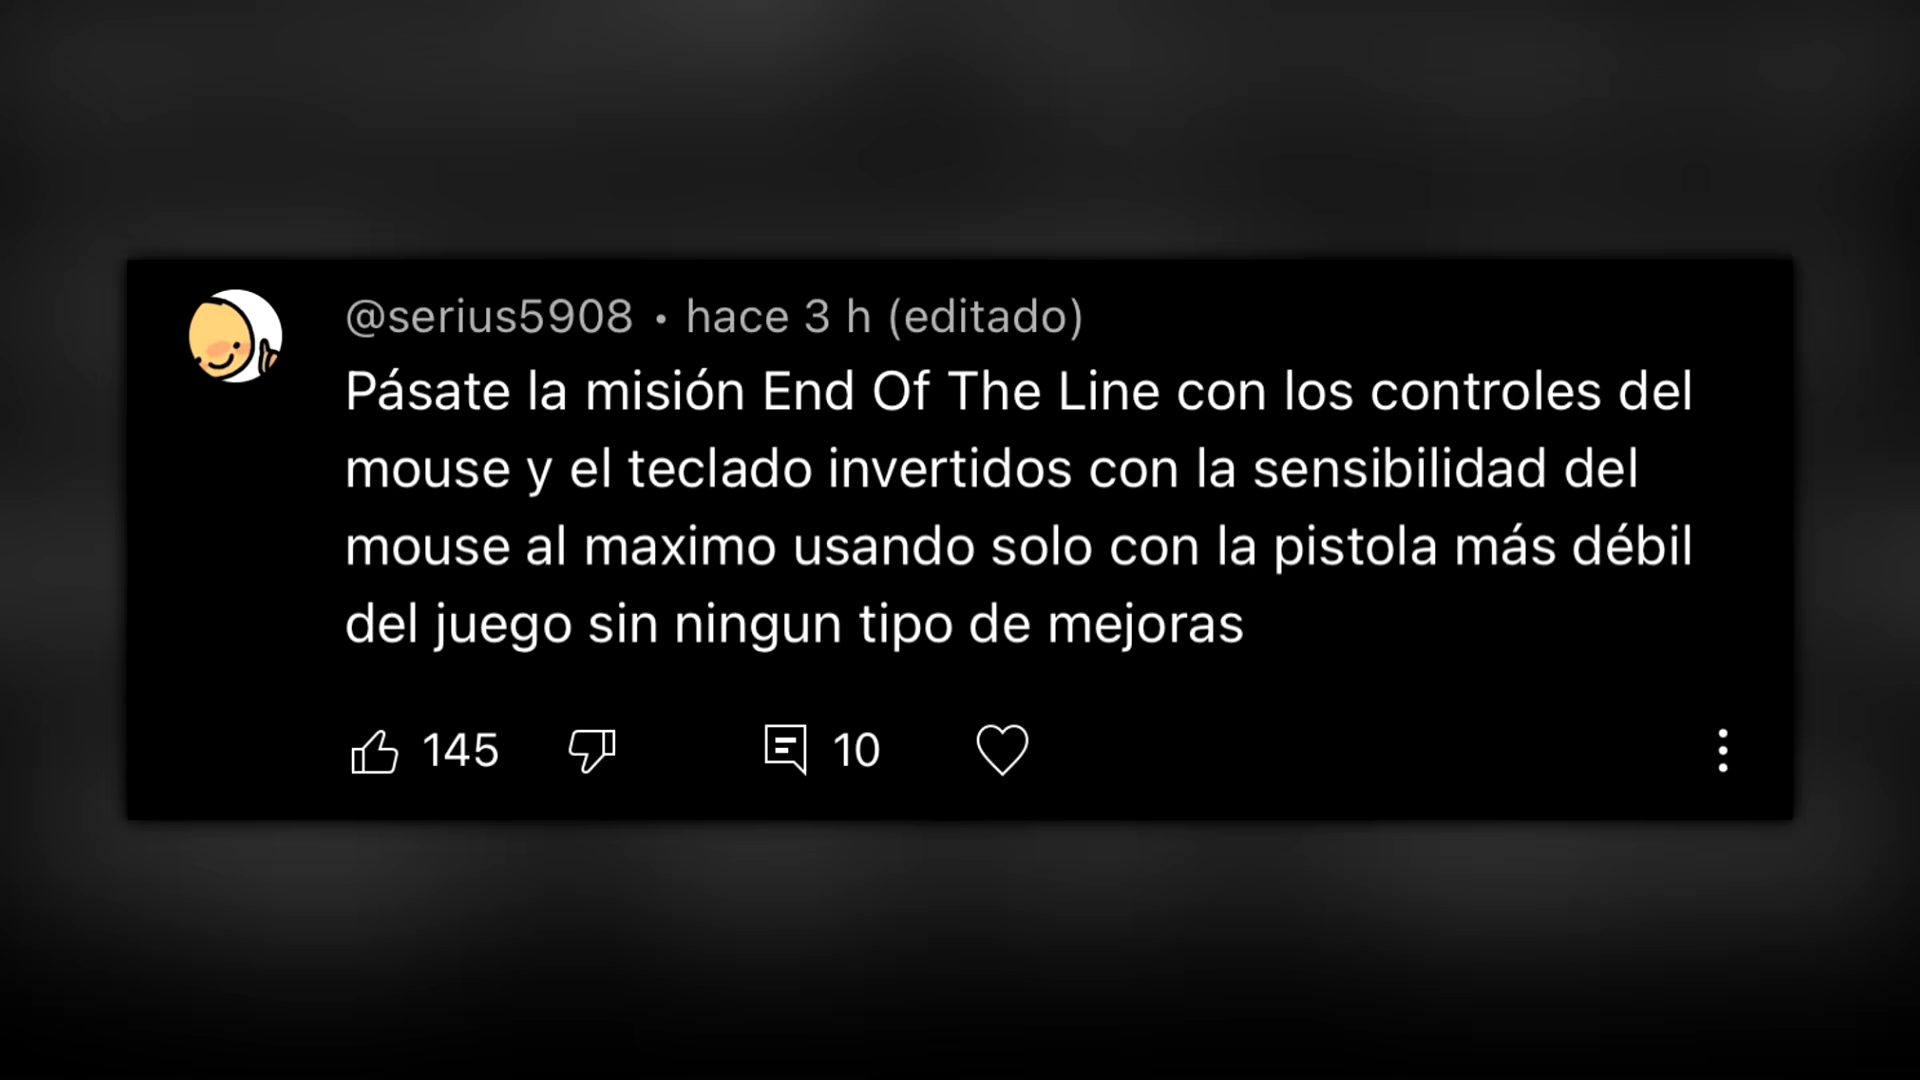 @serius5908 • hace 3 h (editado)
Pásate la misión End Of The Line con los controles del
mouse y el teclado invertidos con la sensibilidad del
mouse al maximo usando solo con la pistola más débil
del juego sin ningun tipo de mejoras
145 10